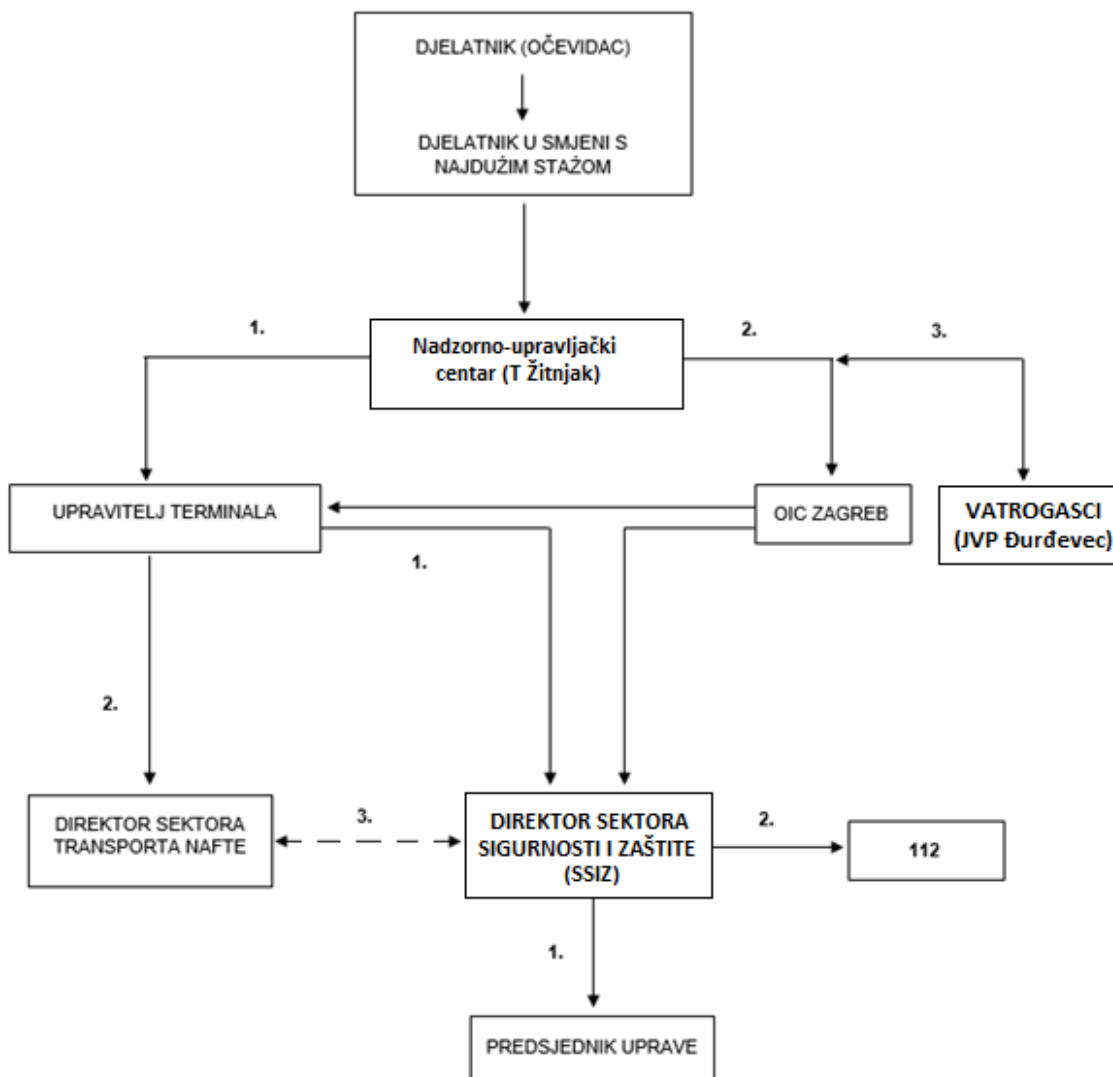 DJELATNIK (OČEVIDAC)
DJELATNIK U SMJENI S
NAJDUŽIM STAŽOM
1.
Nadzorno-upravljački
centar (T Žitnjak)
2.
3.
UPRAVITELJ TERMINALA
OIC ZAGREB
VATROGASCI
(JVP Đurđevec)
1.
2.
DIREKTOR SEKTORA
TRANSPORTA NAFTE
3.
DIREKTOR SEKTORA
SIGURNOSTI I ZAŠTITE
(SSIZ)
2.
112
1.
PREDSJEDNIK UPRAVE